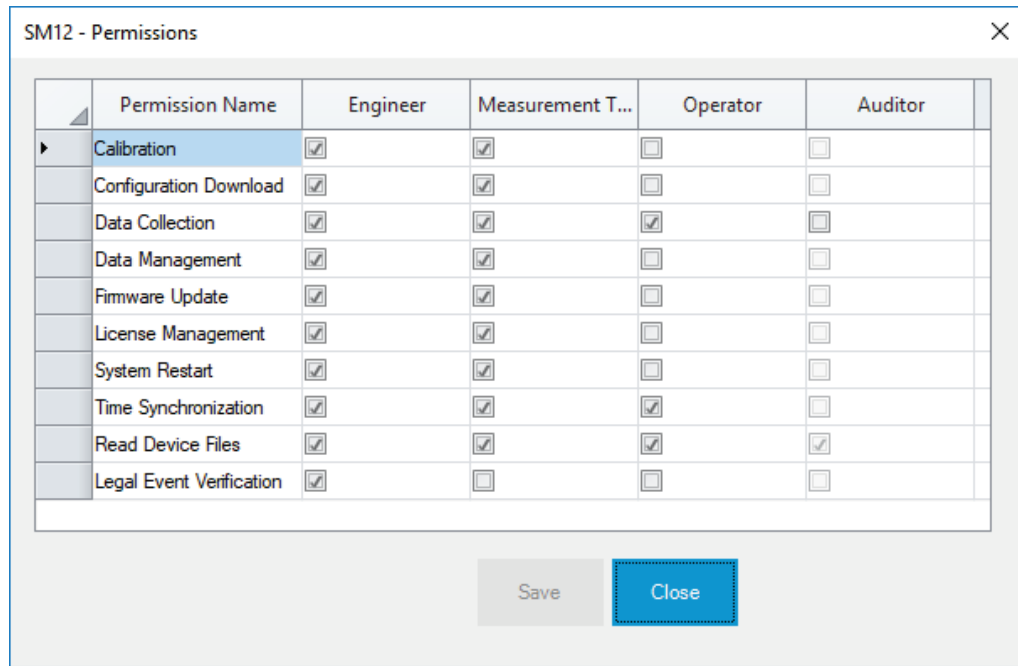 SM12 - Permissions
Permission Name Engineer Measurement T... Operator Auditor
Calibration
Configuration Download
Data Collection
Data Management
Firmware Update
License Management
System Restart
Time Synchronization
Read Device Files
Legal Event Verification
Save Close